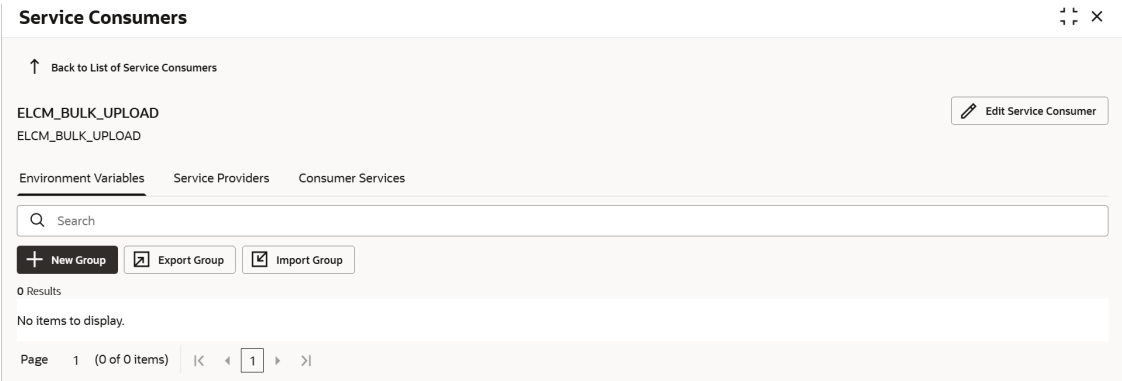 Service Consumers
Back to List of Service Consumers
ELCM_BULK_UPLOAD
Edit Service Consumer
ELCM_BULK_UPLOAD
Environment Variables Service Providers Consumer Services
Search
New Group Export Group Import Group
0 Results
No items to display.
Page 1 (0 of 0 items) 1